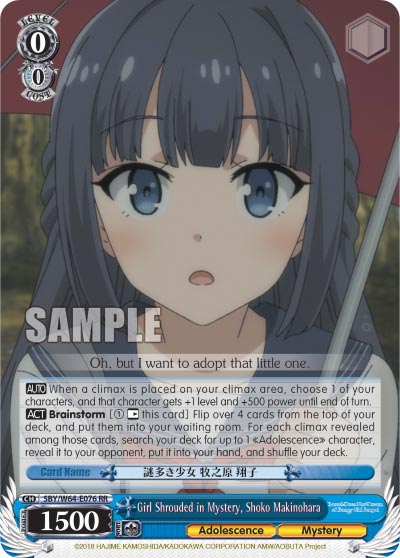 LEVEL
0
0
COST
SAMPLE
Oh, but I want to adopt that little one.
AUTO When a climax is placed on your climax area, choose 1 of your
characters, and that character gets +1 level and +500 power until end of turn.
ACT Brainstorm [① this card] Flip over 4 cards from the top of your
deck, and put them into your waiting room. For each climax revealed
among those cards, search your deck for up to 1 «Adolescence» character,
reveal it to your opponent, put it into your hand, and shuffle your deck.
Card Name 謎多き少女 牧之原 翔子
CH SBY/W64-E076 RR
Girl Shrouded in Mystery, Shoko Makinohara
POWER 1500
Adolescence Mystery
©2018 HAJIME KAMOSHIDA/KADOKAWA CORPORATION AMW/AOBUTA Project